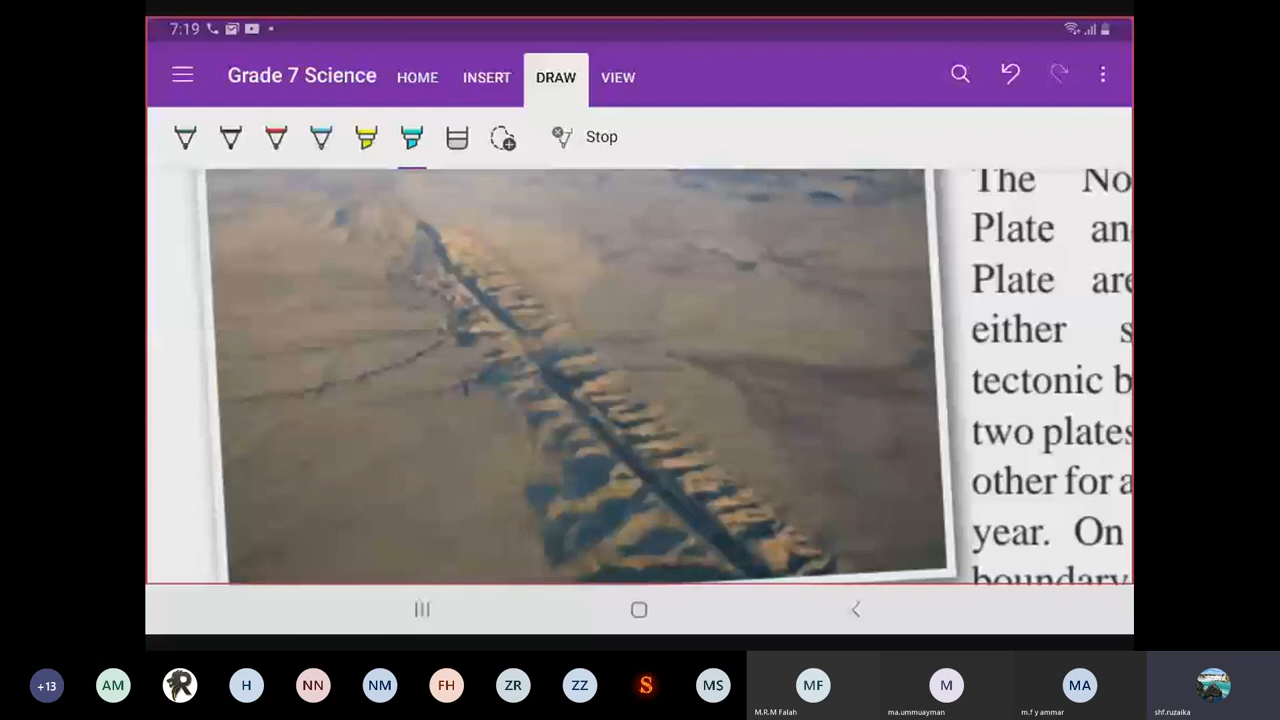 7:19
Grade 7 Science HOME INSERT DRAW VIEW
Stop
The No
Plate an
Plate are
either s
tectonic b
two plates
other for a
year. On
boundary
+13 AM R H NN NM FH ZR ZZ S MS MF M MA
M.R.M Falah ma.ummuayman m.f y ammar shf.ruzaika